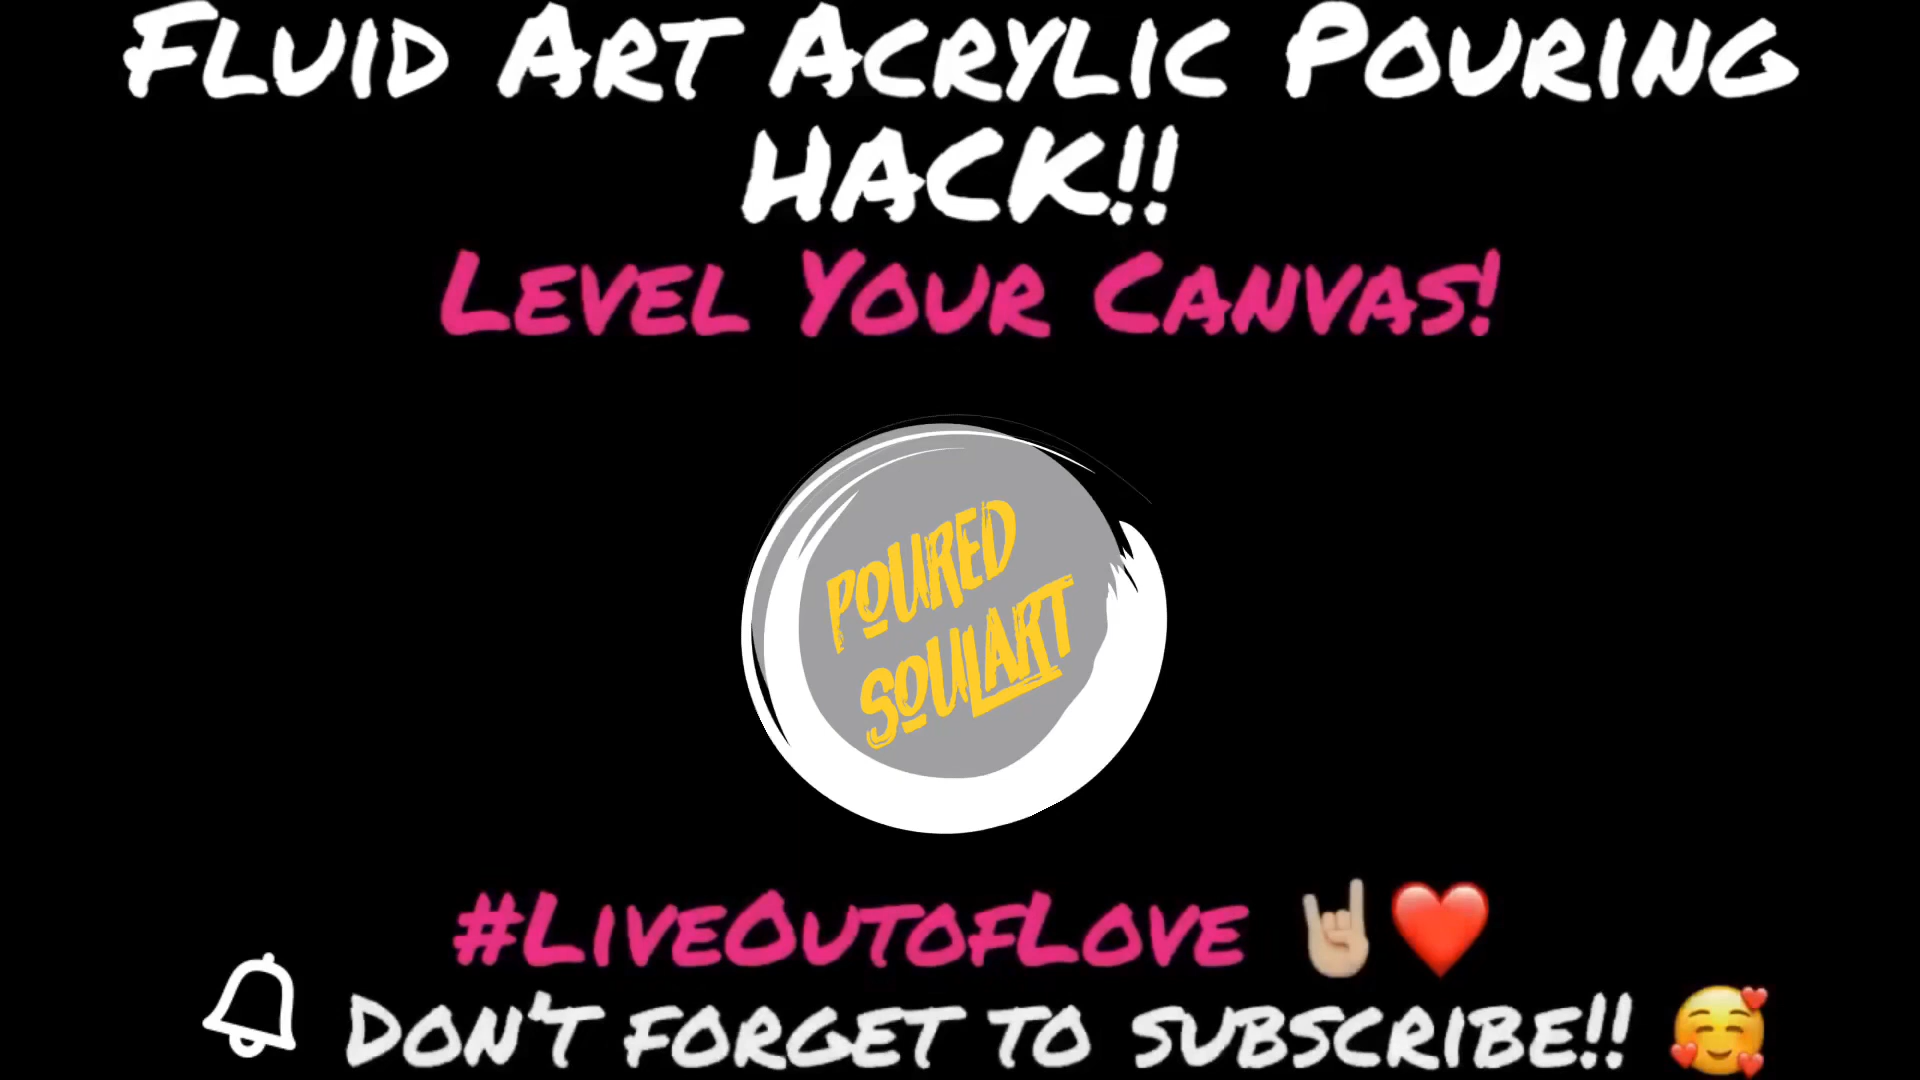 Fluid Art Acrylic Pouring
HACK!!
Level Your Canvas!
POURED
SOULART
#LiveOutofLove 🤘🏼❤️
Don't forget to subscribe!! 🥰